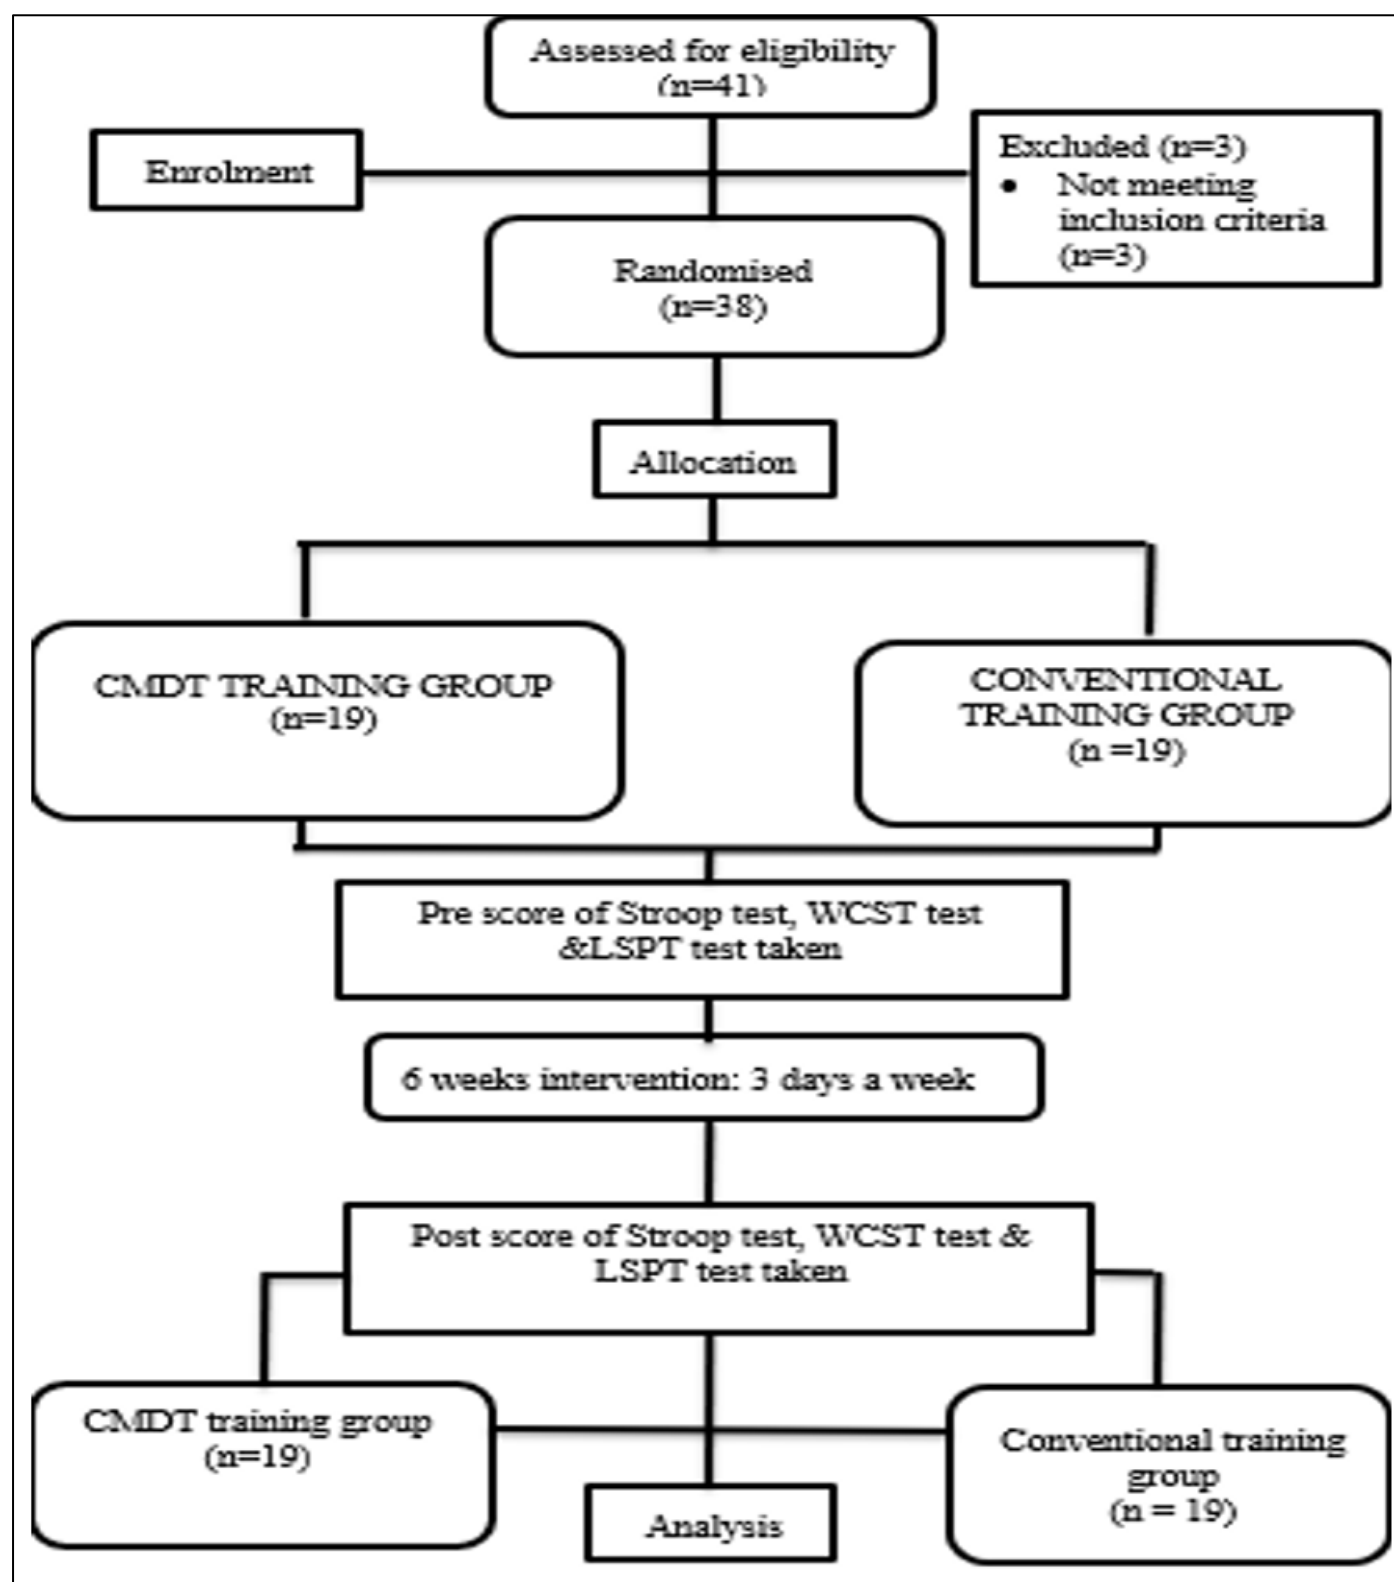 Assessed for eligibility
(n=41)
Enrolment
Excluded (n=3)
• Not meeting
inclusion criteria
(n=3)
Randomised
(n=38)
Allocation
CMDT TRAINING GROUP
(n=19)
CONVENTIONAL
TRAINING GROUP
(n =19)
Pre score of Stroop test, WCST test
&LSPT test taken
6 weeks intervention: 3 days a week
Post score of Stroop test, WCST test &
LSPT test taken
CMDT training group
(n=19)
Conventional training
group
(n = 19)
Analysis